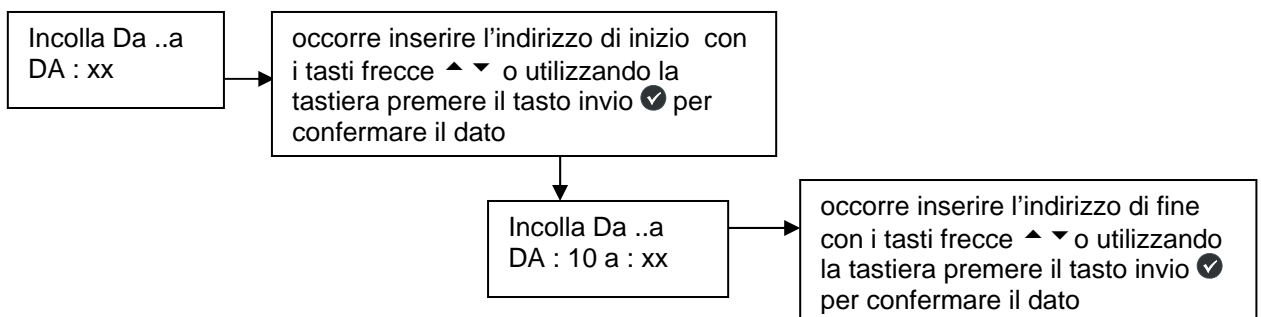 Incolla Da ..a
DA : xx
occorre inserire l'indirizzo di inizio con
i tasti frecce ▲ ▼ o utilizzando la
tastiera premere il tasto invio ✔ per
confermare il dato
Incolla Da ..a
DA : 10 a : xx
occorre inserire l'indirizzo di fine
con i tasti frecce ▲ ▼ o utilizzando
la tastiera premere il tasto invio ✔
per confermare il dato